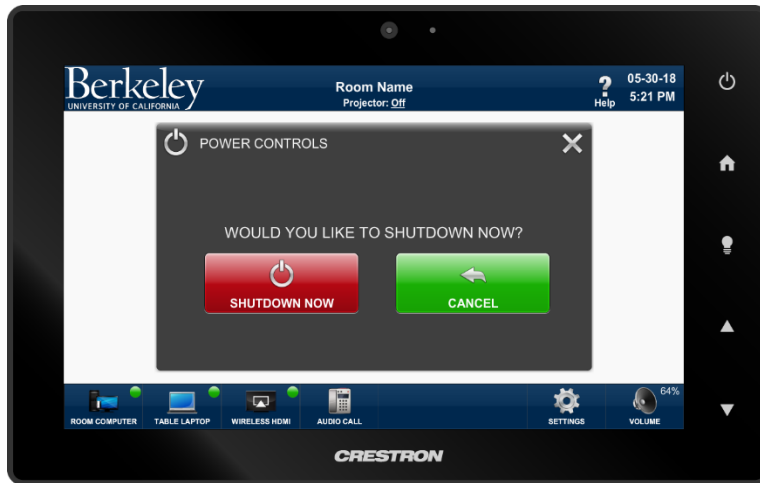 Berkeley
UNIVERSITY OF CALIFORNIA
Room Name
Projector: Off
?
Help
05-30-18
5:21 PM
POWER CONTROLS
WOULD YOU LIKE TO SHUTDOWN NOW?
SHUTDOWN NOW
CANCEL
ROOM COMPUTER
TABLE LAPTOP
WIRELESS HDMI
AUDIO CALL
SETTINGS
64%
VOLUME
CRESTRON